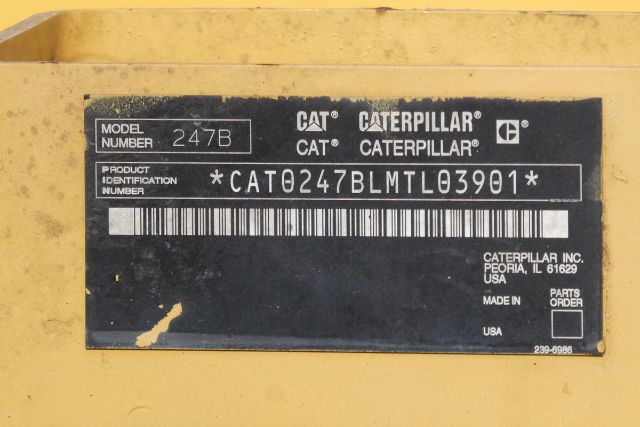 MODEL NUMBER 247B
CAT® CATERPILLAR® C®
CAT® CATERPILLAR®
PRODUCT IDENTIFICATION NUMBER *CAT0247BLMTL03901*
CATERPILLAR INC.
PEORIA, IL 61629
USA
MADE IN
USA
PARTS ORDER
239-6986